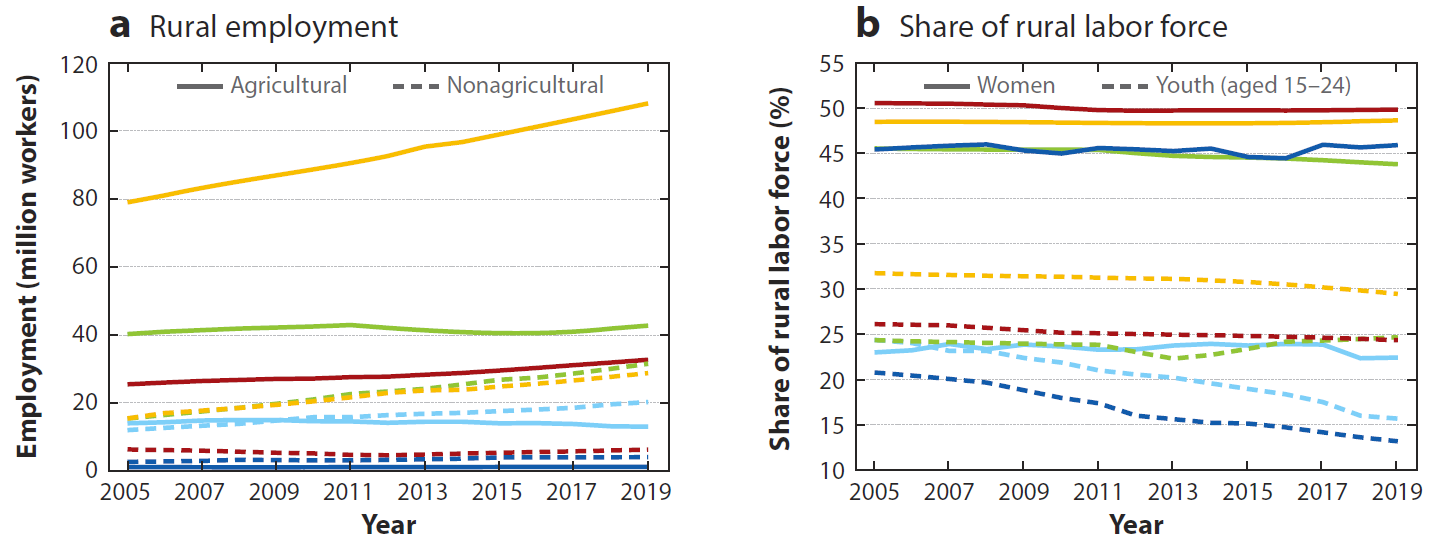 a Rural employment
Employment (million workers)
120
100
80
60
40
20
0
Agricultural
Nonagricultural
2005 2007 2009 2011 2013 2015 2017 2019
Year
b Share of rural labor force
Share of rural labor force (%)
55
50
45
40
35
30
25
20
15
10
Women
Youth (aged 15–24)
2005 2007 2009 2011 2013 2015 2017 2019
Year